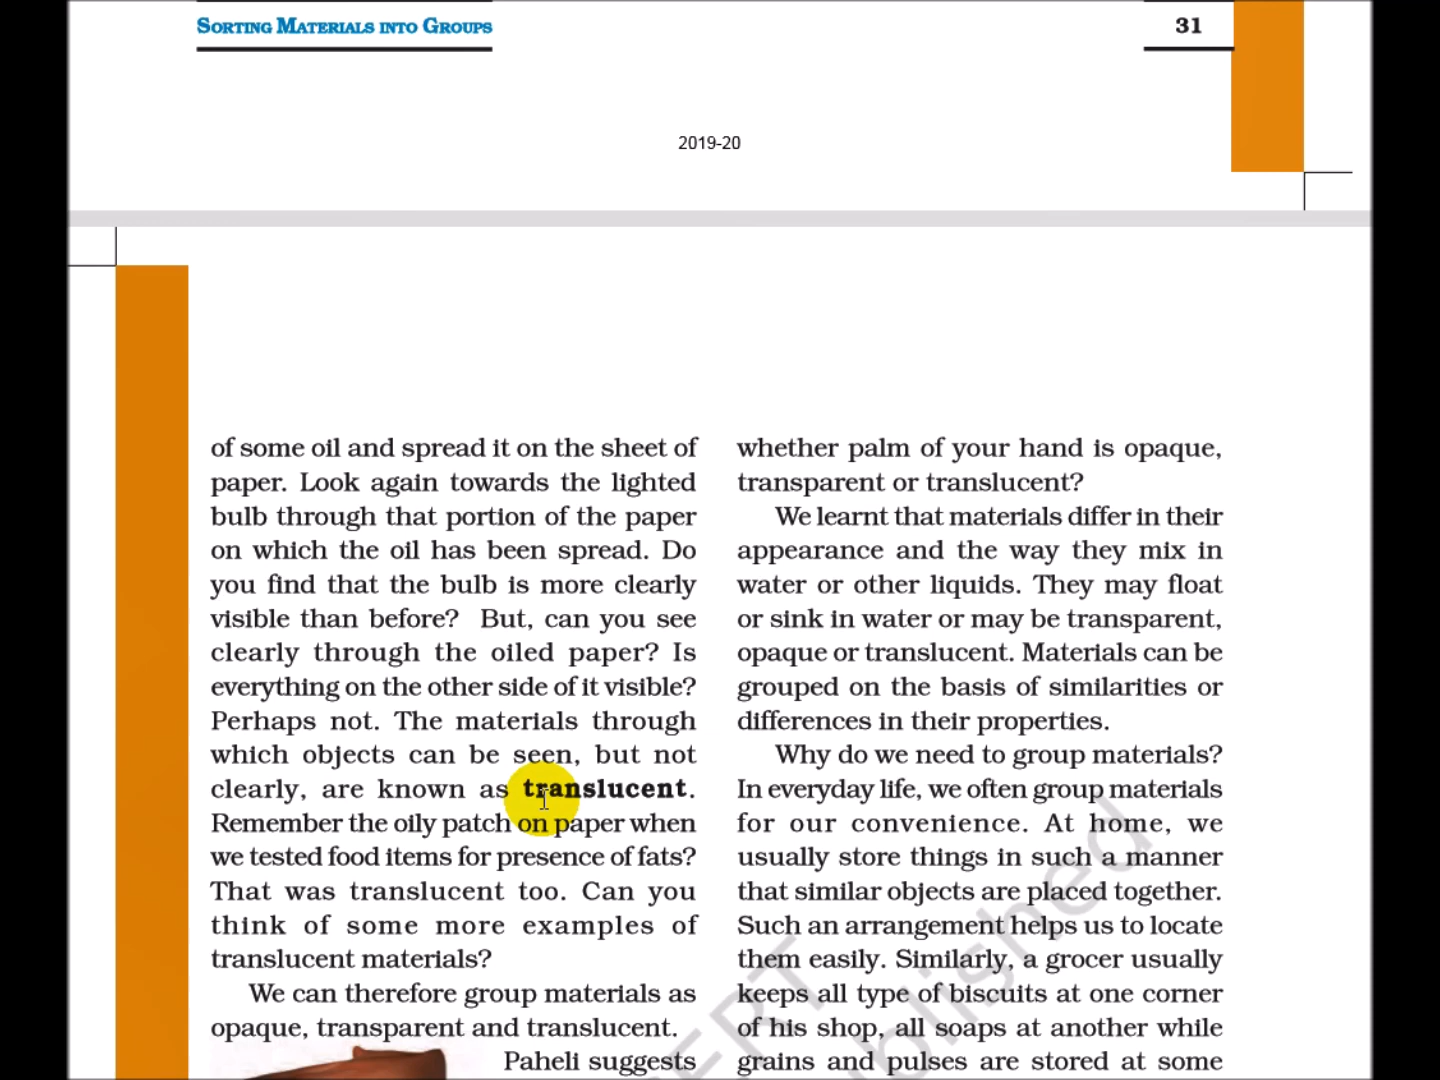 SORTING MATERIALS INTO GROUPS
31
2019-20
of some oil and spread it on the sheet of
paper. Look again towards the lighted
bulb through that portion of the paper
on which the oil has been spread. Do
you find that the bulb is more clearly
visible than before? But, can you see
clearly through the oiled paper? Is
everything on the other side of it visible?
Perhaps not. The materials through
which objects can be seen, but not
clearly, are known as translucent.
Remember the oily patch on paper when
we tested food items for presence of fats?
That was translucent too. Can you
think of some more examples of
translucent materials?
We can therefore group materials as
opaque, transparent and translucent.
Paheli suggests
whether palm of your hand is opaque,
transparent or translucent?
We learnt that materials differ in their
appearance and the way they mix in
water or other liquids. They may float
or sink in water or may be transparent,
opaque or translucent. Materials can be
grouped on the basis of similarities or
differences in their properties.
Why do we need to group materials?
In everyday life, we often group materials
for our convenience. At home, we
usually store things in such a manner
that similar objects are placed together.
Such an arrangement helps us to locate
them easily. Similarly, a grocer usually
keeps all type of biscuits at one corner
of his shop, all soaps at another while
grains and pulses are stored at some